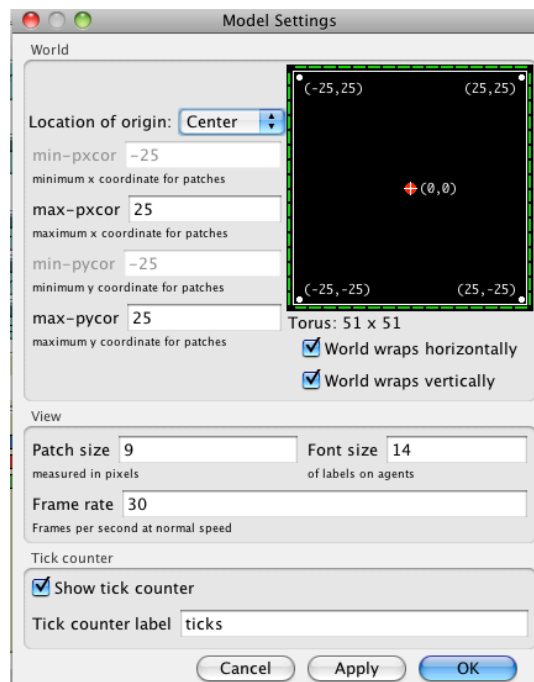 Model Settings
World
(-25,25) (25,25)
Location of origin: Center
min-pxcor -25
minimum x coordinate for patches
max-pxcor 25
maximum x coordinate for patches
(0,0)
min-pycor -25
minimum y coordinate for patches
(-25,-25) (25,-25)
max-pycor 25
maximum y coordinate for patches
Torus: 51 x 51
World wraps horizontally
World wraps vertically
View
Patch size 9 Font size 14
measured in pixels of labels on agents
Frame rate 30
Frames per second at normal speed
Tick counter
Show tick counter
Tick counter label ticks
Cancel Apply OK